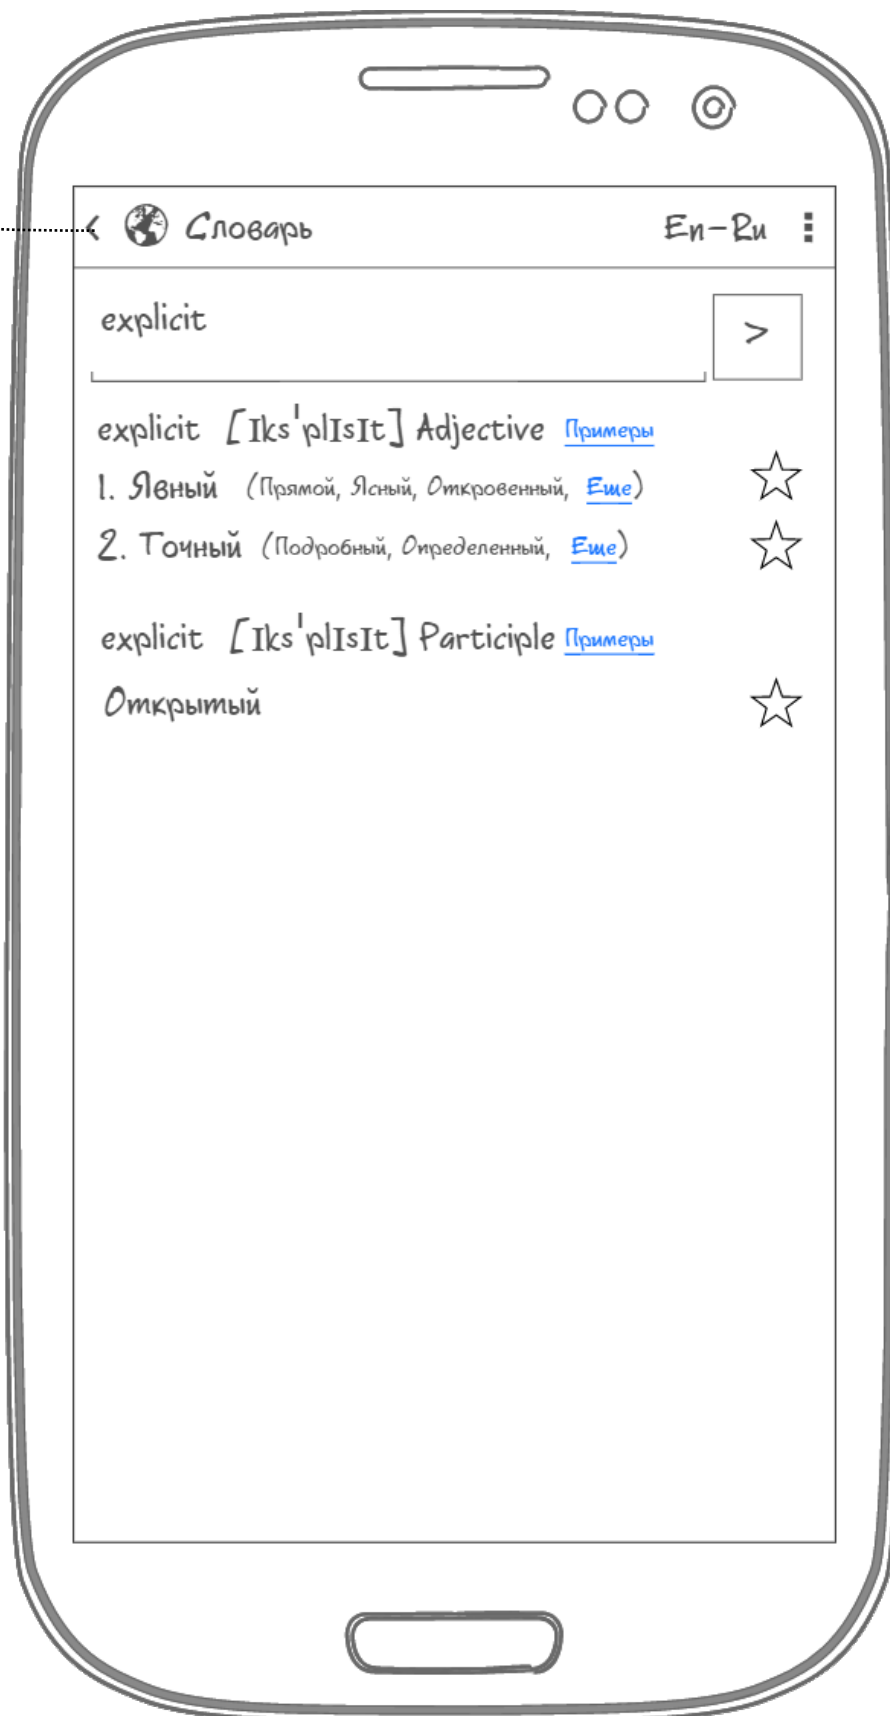 < Словарь En-Ru
explicit >
explicit [Iks'plIsIt] Adjective Примеры
1. Явный (Прямой, Ясный, Откровенный, Еще)
2. Точный (Подробный, Определенный, Еще)
explicit [Iks'plIsIt] Participle Примеры
Открытый